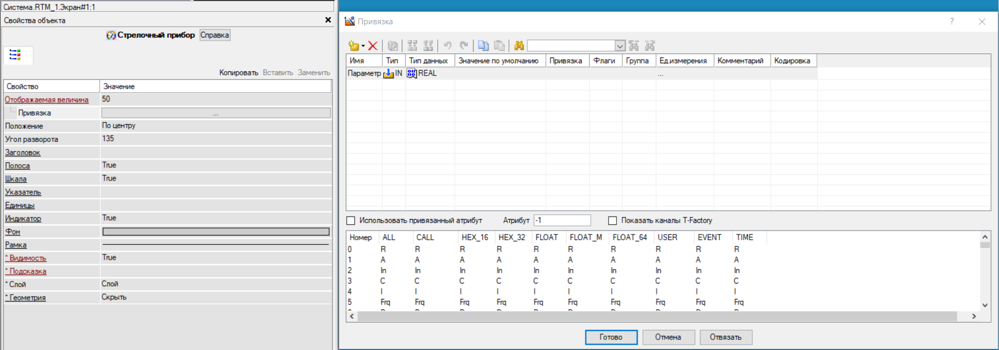 Система.RTM_1.Экран#1:1
Свойства объекта
Стрелочный прибор Справка
Копировать Вставить Заменить
Свойство Значение
Отображаемая величина 50
Привязка ...
Положение По центру
Угол разворота 135
Заголовок
Полоса True
Шкала True
Указатель
Единицы
Индикатор True
Фон
Рамка
* Видимость True
* Подсказка
* Слой Слой
* Геометрия Скрыть
Привязка
Имя Тип Тип данных Значение по умолчанию Привязка Флаги Группа Ед.измерения Комментарий Кодировка
Параметр IN REAL ...
Использовать привязанный атрибут Атрибут -1 Показать каналы T-Factory
Номер ALL CALL HEX_16 HEX_32 FLOAT FLOAT_M FLOAT_64 USER EVENT TIME
0 R R R R R R R R R R
1 A A A A A A A A A A
2 In In In In In In In In In In
3 C C C C C C C C C C
4 I I I I I I I I I I
5 Frq Frq Frq Frq Frq Frq Frq Frq Frq Frq
Готово Отмена Отвязать